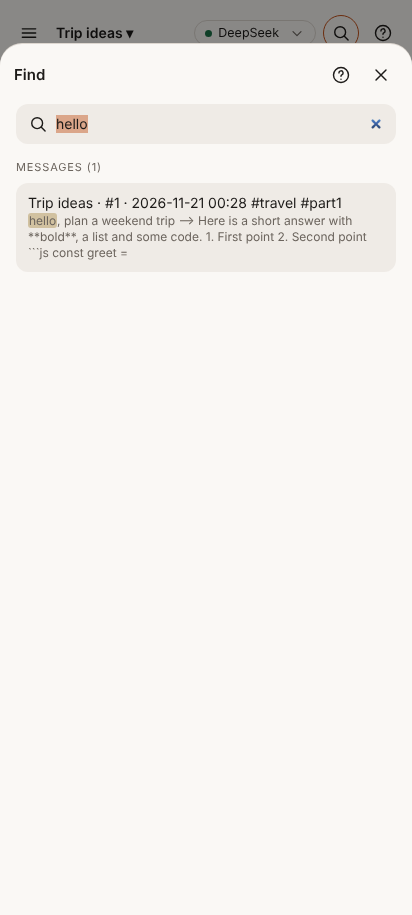 Trip ideas ▾ DeepSeek
Find
hello
MESSAGES (1)
Trip ideas · #1 · 2026-11-21 00:28 #travel #part1
hello, plan a weekend trip —> Here is a short answer with
**bold**, a list and some code. 1. First point 2. Second point
```js const greet =